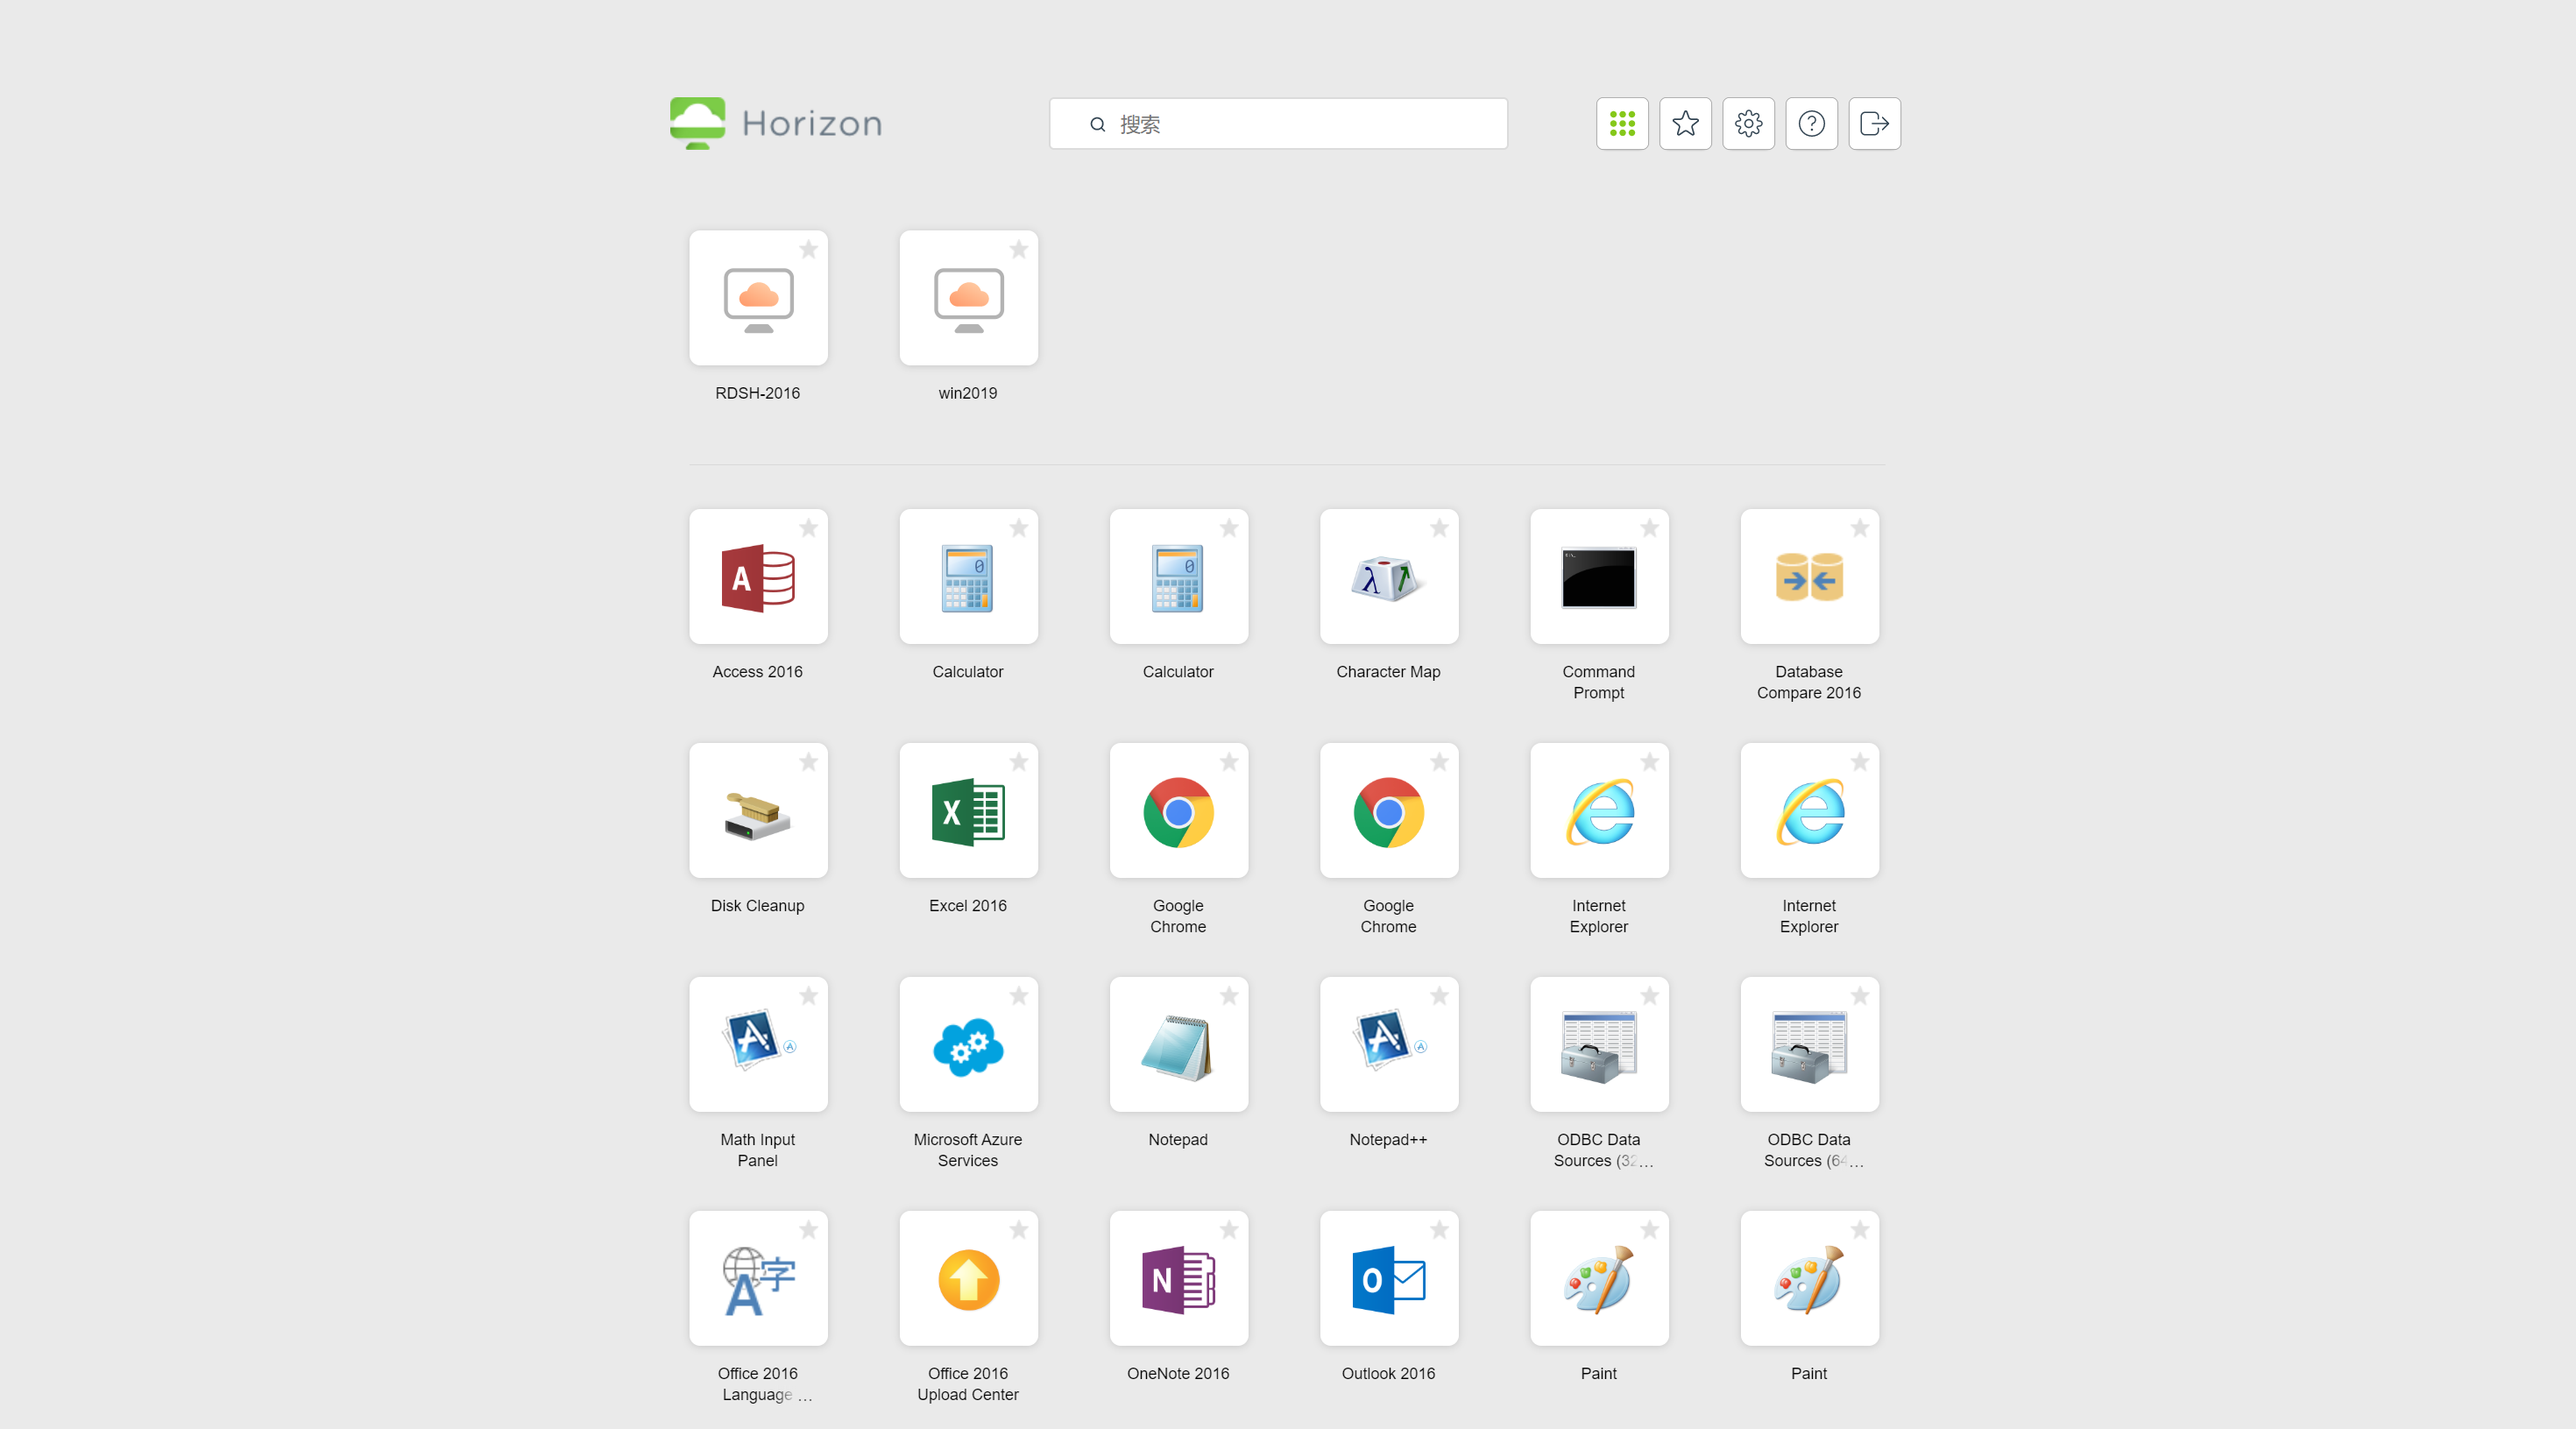 Horizon
搜索
RDSH-2016
win2019
Access 2016
Calculator
Calculator
Character Map
Command
Prompt
Database
Compare 2016
Disk Cleanup
Excel 2016
Google
Chrome
Google
Chrome
Internet
Explorer
Internet
Explorer
Math Input
Panel
Microsoft Azure
Services
Notepad
Notepad++
ODBC Data
Sources (32...
ODBC Data
Sources (64...
Office 2016
Language ...
Office 2016
Upload Center
OneNote 2016
Outlook 2016
Paint
Paint